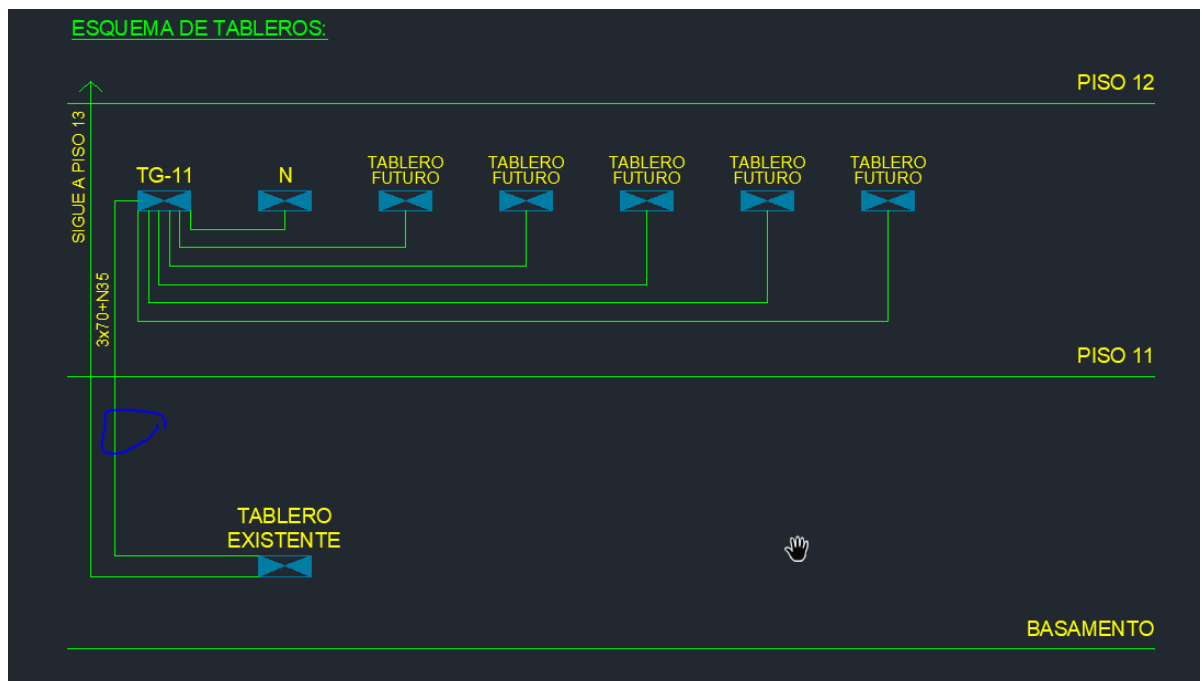 ESQUEMA DE TABLEROS:
PISO 12
SIGUE A PISO 13
TG-11
N
TABLERO
FUTURO
TABLERO
FUTURO
TABLERO
FUTURO
TABLERO
FUTURO
TABLERO
FUTURO
3x70+N35
PISO 11
TABLERO
EXISTENTE
BASAMENTO